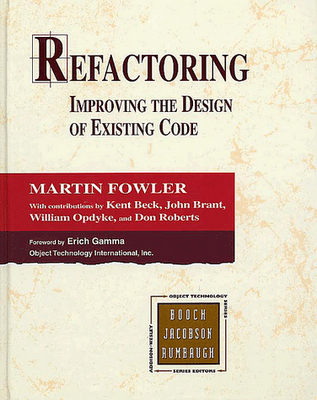 REFACTORING
IMPROVING THE DESIGN
OF EXISTING CODE
MARTIN FOWLER
With contributions by Kent Beck, John Brant,
William Opdyke, and Don Roberts
Foreword by Erich Gamma
Object Technology International, Inc.
OBJECT TECHNOLOGY
BOOCH
JACOBSON
RUMBAUGH
ADDISON-WESLEY
SERIES
SERIES EDITORS